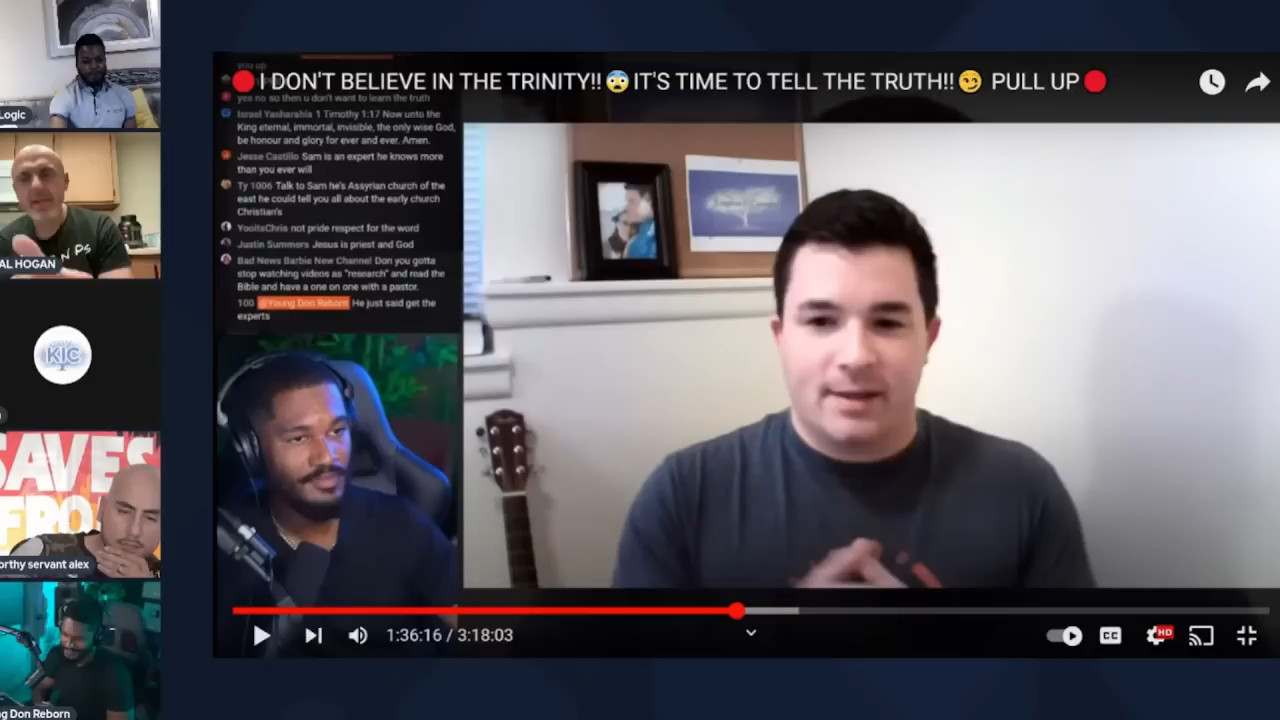 Logic
AL HOGAN
KIC
SAVES
FRO
orthy servant alex
ng Don Reborn
🔴I DON'T BELIEVE IN THE TRINITY!!😨IT'S TIME TO TELL THE TRUTH!!😏 PULL UP🔴
you up
yes no so then u don't want to learn the truth
Israel Yasharahla 1 Timothy 1:17 Now unto the
King eternal, immortal, invisible, the only wise God,
be honour and glory for ever and ever. Amen.
Jesse Castillo Sam is an expert he knows more
than you ever will
Ty 1006 Talk to Sam he's Assyrian church of the
east he could tell you all about the early church
Christian's
YooitsChris not pride respect for the word
Justin Summers Jesus is priest and God
Bad News Barbie New Channel Don you gotta
stop watching videos as "research" and read the
Bible and have a one on one with a pastor.
100 @Young Don Reborn He just said get the
experts
1:36:16 / 3:18:03
CC
HD